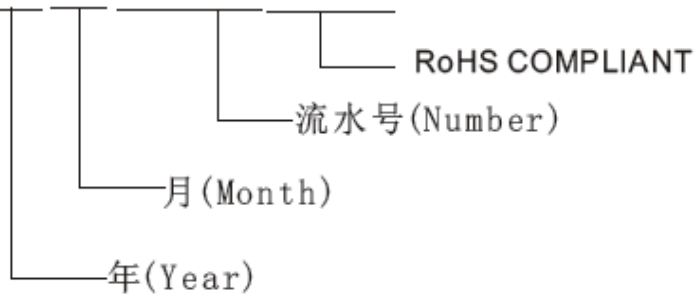 RoHS COMPLIANT
流水号(Number)
月(Month)
年(Year)